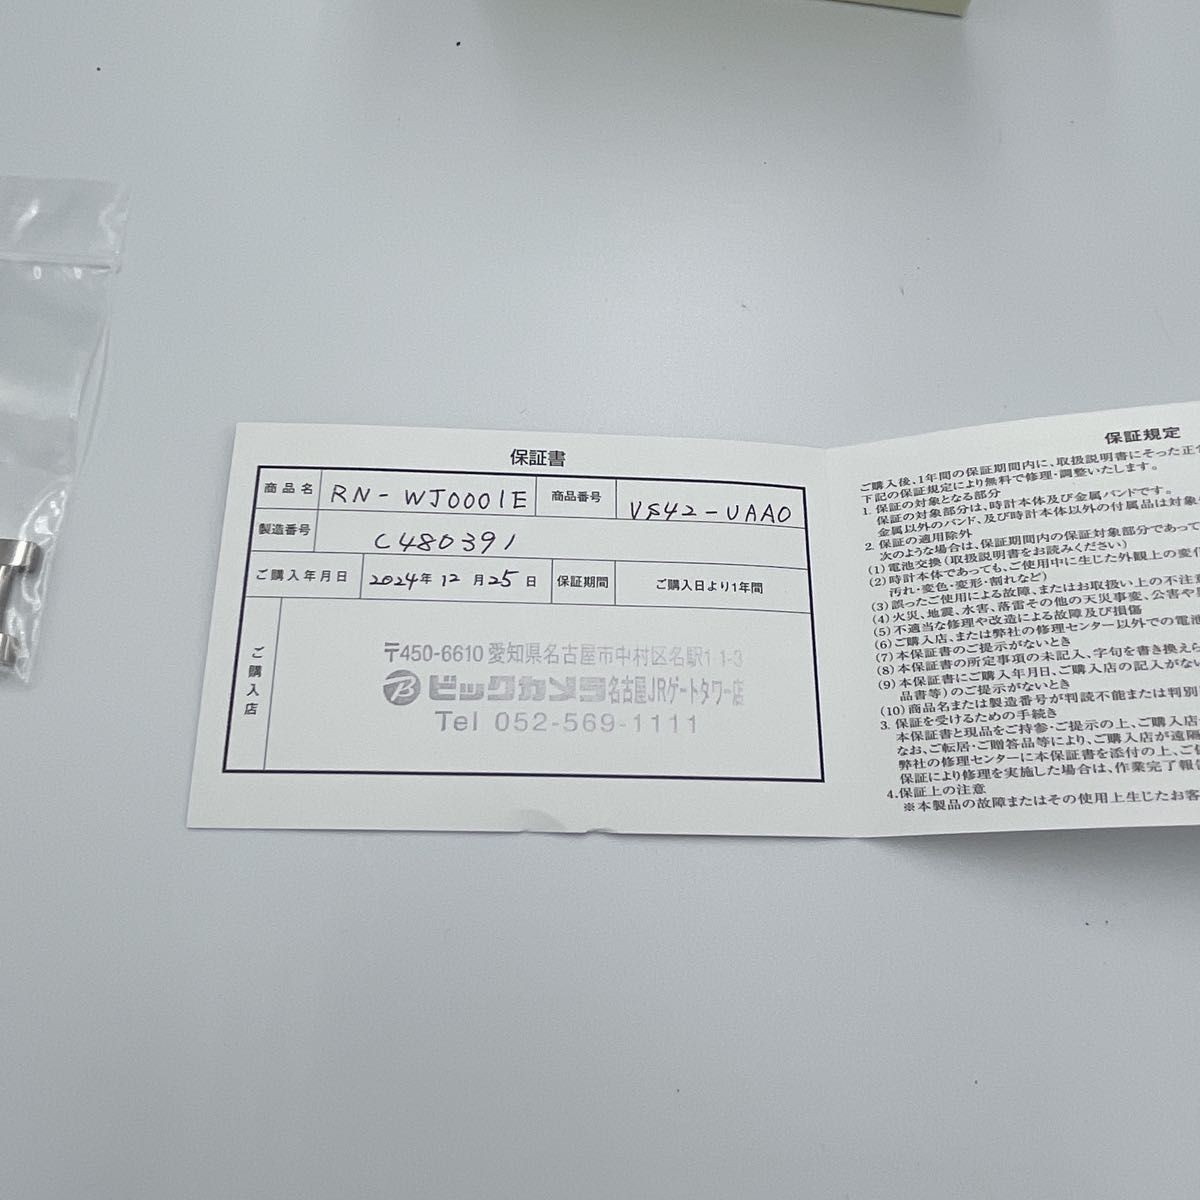 保証書
商品名 RN-WJ0001E 商品番号 VS42-UAA0
製造番号 C480391
ご購入年月日 2024年 12月25日 保証期間 ご購入日より1年間
ご購入店
〒450-6610 愛知県名古屋市中村区名駅1-1-3
ビックカメラ名古屋JRゲートタワー店
Tel 052-569-1111
保証規定
ご購入後、1年間の保証期間内に、取扱説明書にそった正
下記の保証規定により無料で修理・調整いたします。
1. 保証の対象となる部分
保証の対象部分は、時計本体及び金属バンドです。
金属以外のバンド、及び時計本体以外の付属品は対象
2. 保証の適用除外
次のような場合は、保証期間内の保証対象部分であって
(1) 電池交換（取扱説明書をお読みください）
(2) 時計本体であっても、ご使用中に生じた外観上の変化
汚れ・変色・変形・割れなど）
(3) 誤ったご使用による故障、またはお取扱い上の不注意
(4) 火災、地震、水害、落雷その他の天災事変、公害や
(5) 不適当な修理や改造による故障及び損傷
(6) ご購入店、または弊社の修理センター以外での電池
(7) 本保証書のご提示がないとき
(8) 本保証書の所定事項の未記入、字句を書き換え
(9) 本保証書にご購入年月日、ご購入店の記入がない
品書等）のご提示がないとき
(10) 商品名または製造番号が判読不能または判別
3. 保証を受けるための手続き
本保証書と現品をご持参・ご提示の上、ご購入店
なお、ご転居・ご贈答品等により、ご購入店が遠隔
弊社の修理センターに本保証書を添付の上、ご
保証により修理を実施した場合は、作業完了報告
4.保証上の注意
※本製品の故障またはその使用上生じたお客